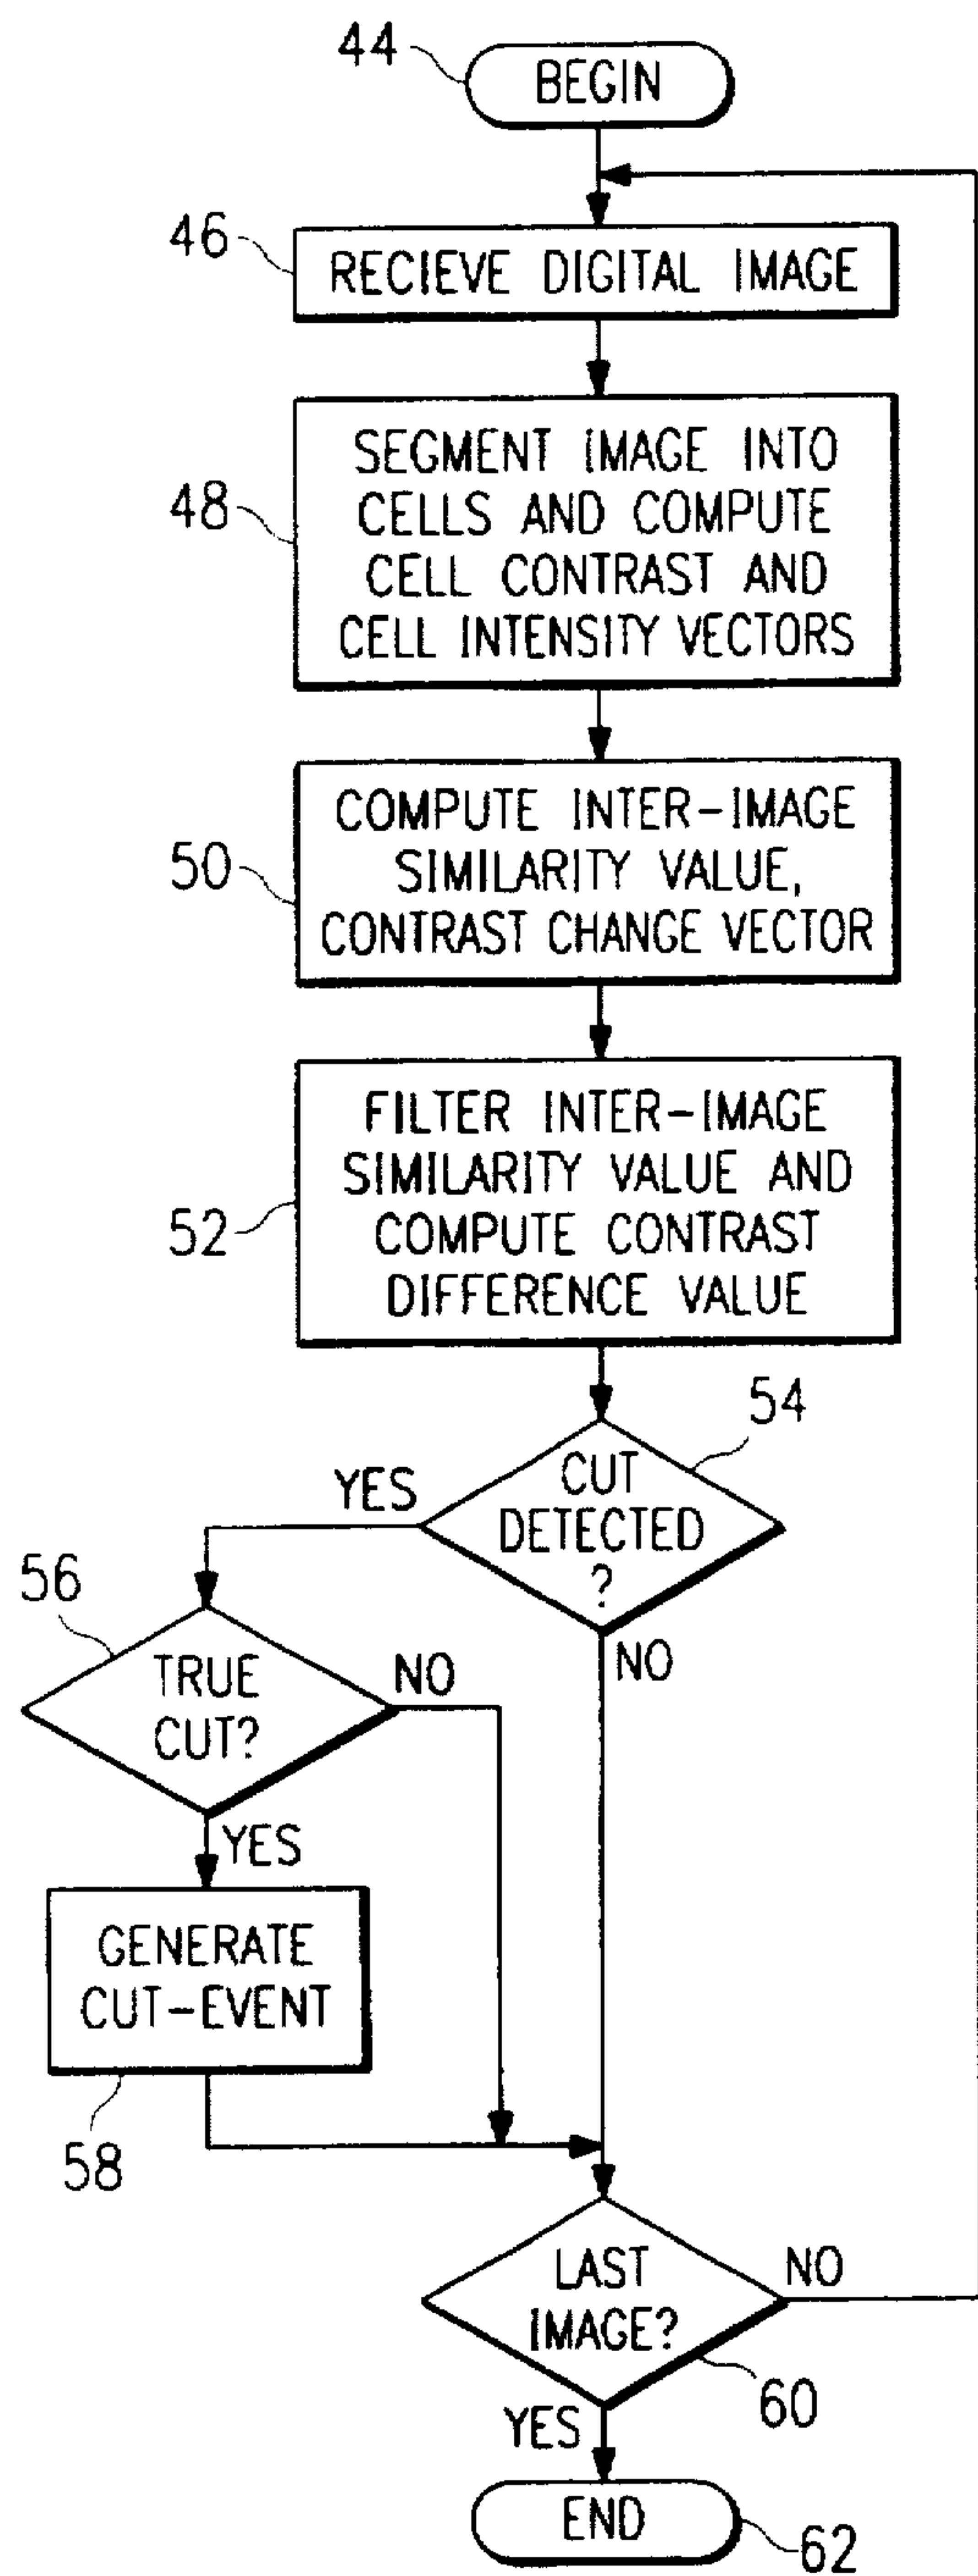 44
BEGIN
46
RECIEVE DIGITAL IMAGE
48
SEGMENT IMAGE INTO
CELLS AND COMPUTE
CELL CONTRAST AND
CELL INTENSITY VECTORS
50
COMPUTE INTER-IMAGE
SIMILARITY VALUE,
CONTRAST CHANGE VECTOR
52
FILTER INTER-IMAGE
SIMILARITY VALUE AND
COMPUTE CONTRAST
DIFFERENCE VALUE
54
YES
CUT
DETECTED
?
NO
56
TRUE
CUT?
NO
YES
GENERATE
CUT-EVENT
58
LAST
IMAGE?
NO
60
YES
END
62